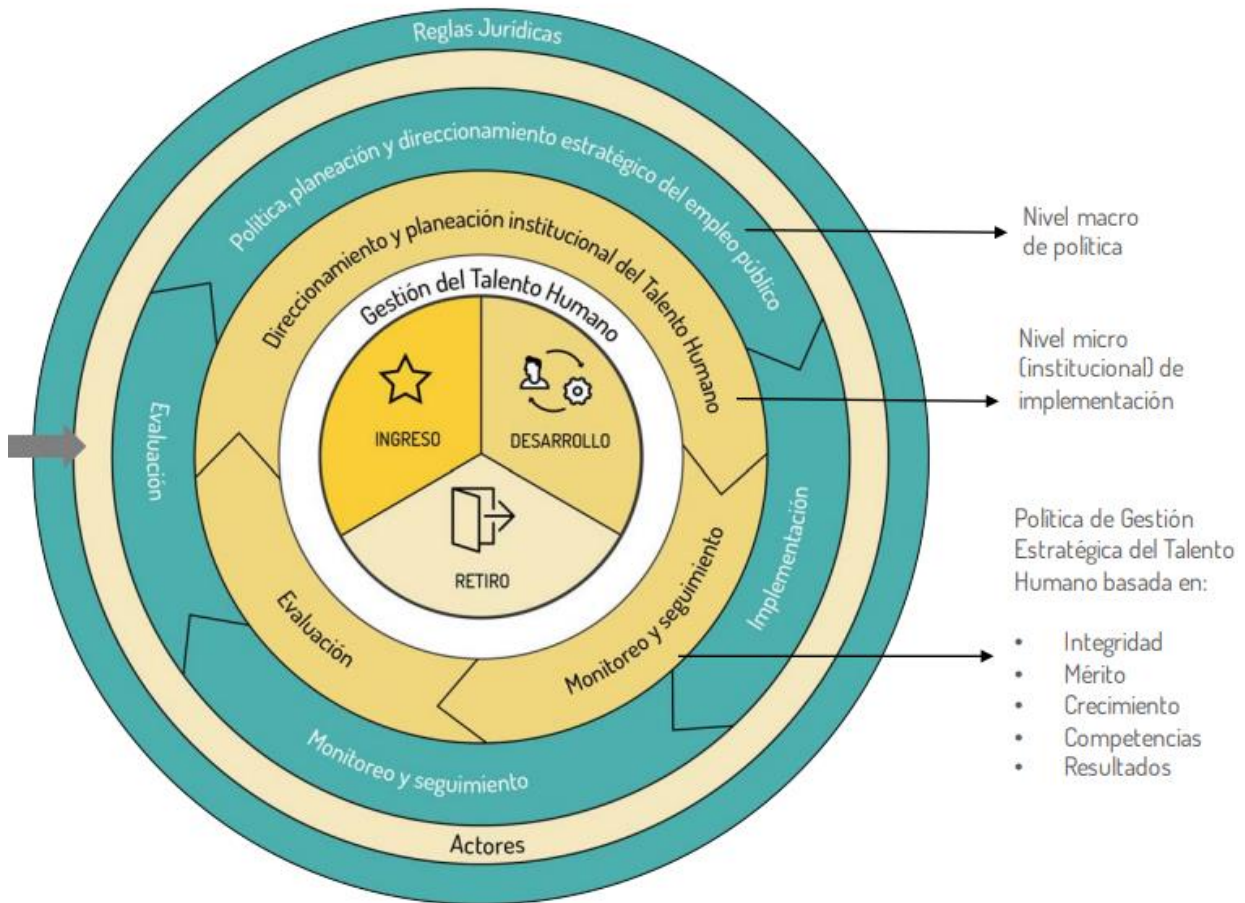 Reglas Jurídicas
Política, planeación y direccionamiento estratégico del empleo público
Direccionamiento y planeación institucional del Talento Humano
Gestión del Talento Humano
INGRESO
DESARROLLO
RETIRO
Evaluación
Implementación
Evaluación
Monitoreo y seguimiento
Monitoreo y seguimiento
Actores
Nivel macro
de política
Nivel micro
(institucional) de
implementación
Política de Gestión
Estratégica del Talento
Humano basada en:
• Integridad
• Mérito
• Crecimiento
• Competencias
• Resultados